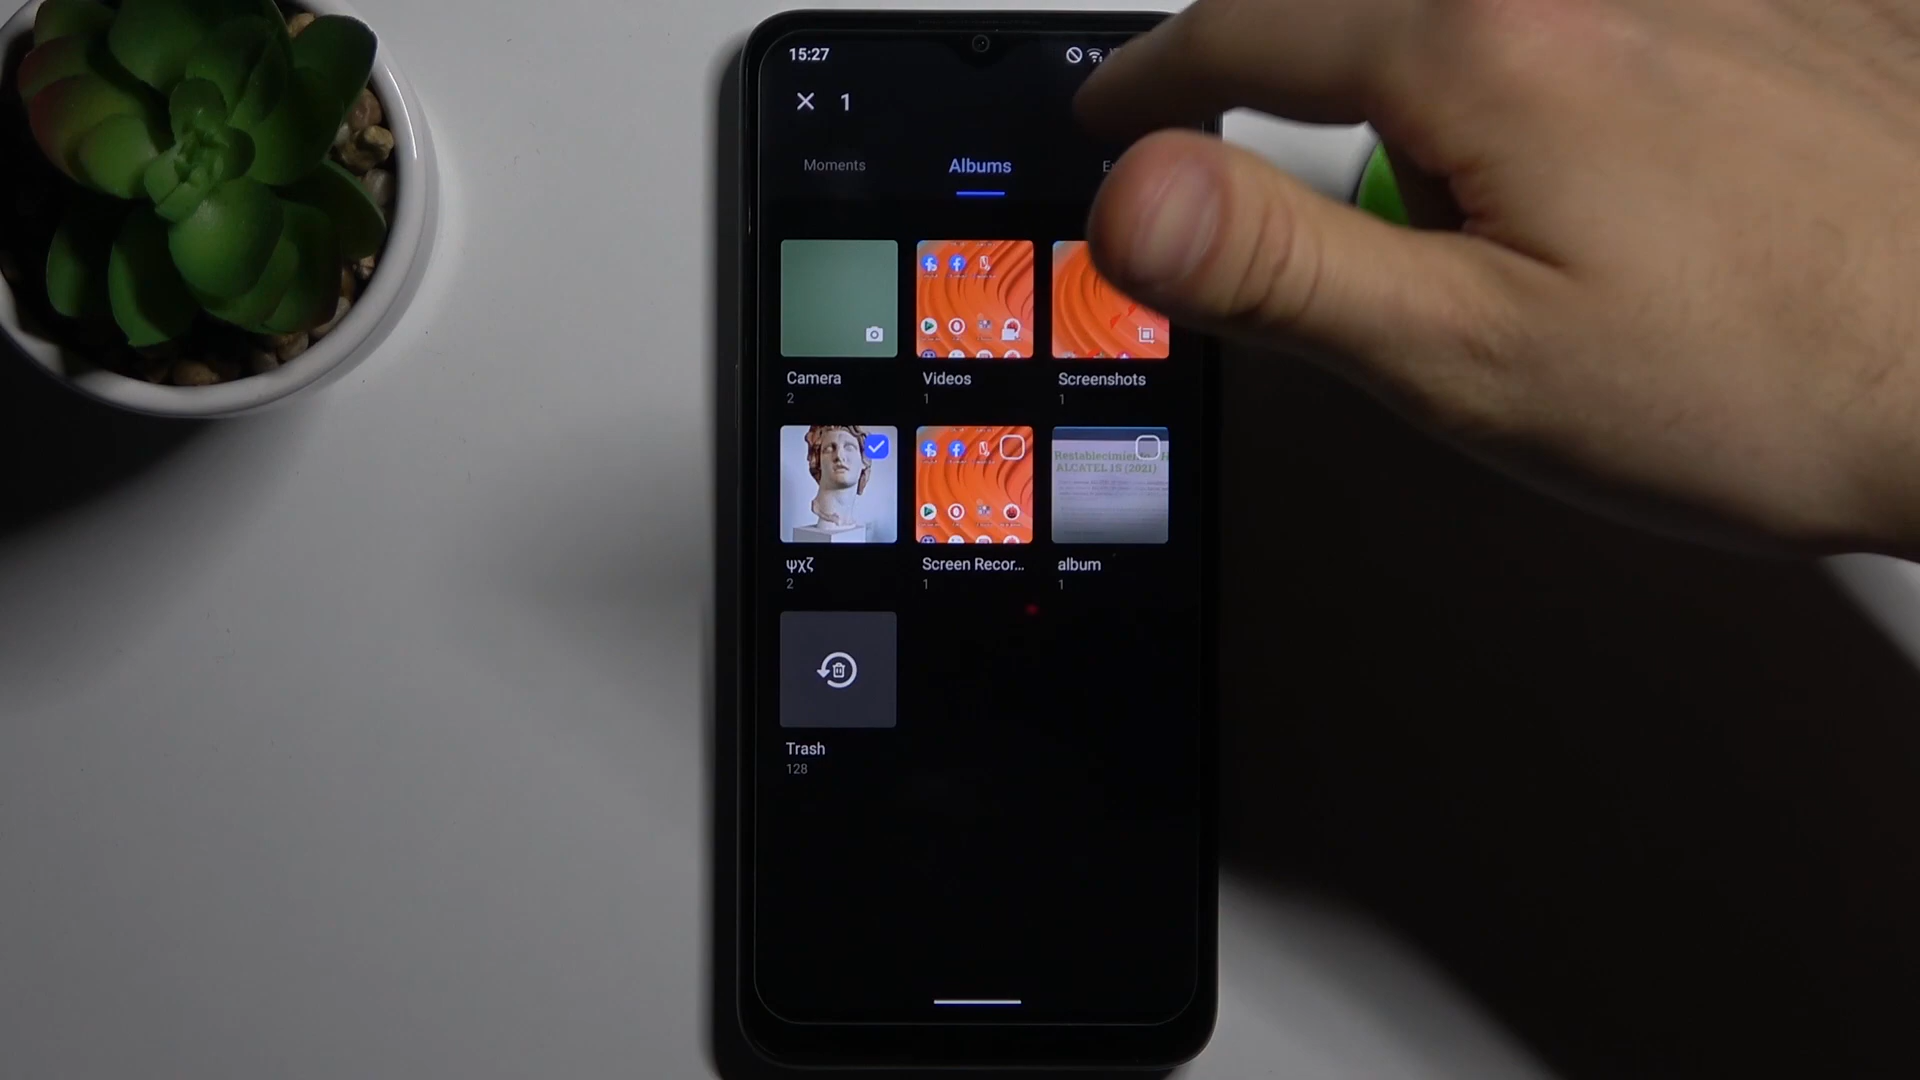 15:27
1
Moments Albums
Camera Videos Screenshots
2 1 1
Restablecimiento
ALCATEL 1S (2021)
ψχζ Screen Recor... album
2 1 1
Trash
128